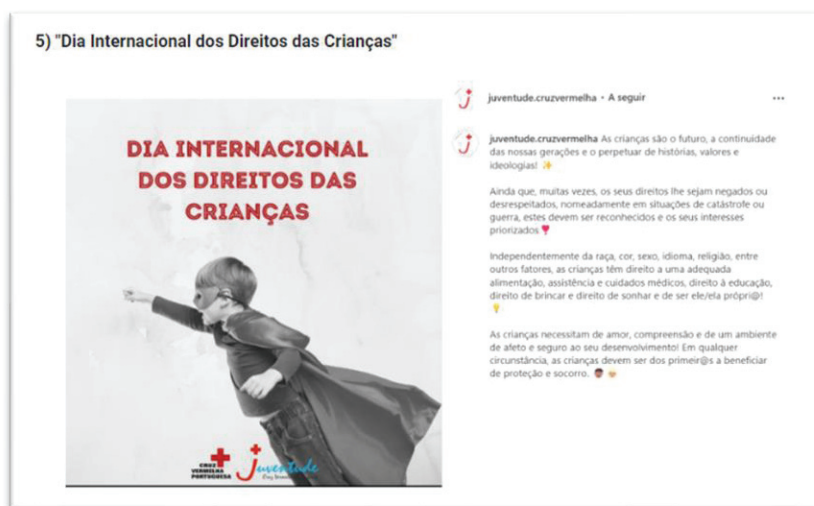 5) "Dia Internacional dos Direitos das Crianças"
DIA INTERNACIONAL
DOS DIREITOS DAS
CRIANÇAS
CRUZ
VERMELHA
PORTUGUESA
Juventude
juventude.cruzvermelha • A seguir
juventude.cruzvermelha As crianças são o futuro, a continuidade
das nossas gerações e o perpetuar de histórias, valores e
ideologias! ✨
Ainda que, muitas vezes, os seus direitos lhe sejam negados ou
desrespeitados, nomeadamente em situações de catástrofe ou
guerra, estes devem ser reconhecidos e os seus interesses
priorizados
Independentemente da raça, cor, sexo, idioma, religião, entre
outros fatores, as crianças têm direito a uma adequada
alimentação, assistência e cuidados médicos, direito à educação,
direito de brincar e direito de sonhar e de ser ele/ela própri@!
As crianças necessitam de amor, compreensão e de um ambiente
de afeto e seguro ao seu desenvolvimento! Em qualquer
circunstância, as crianças devem ser dos primeir@s a beneficiar
de proteção e socorro.